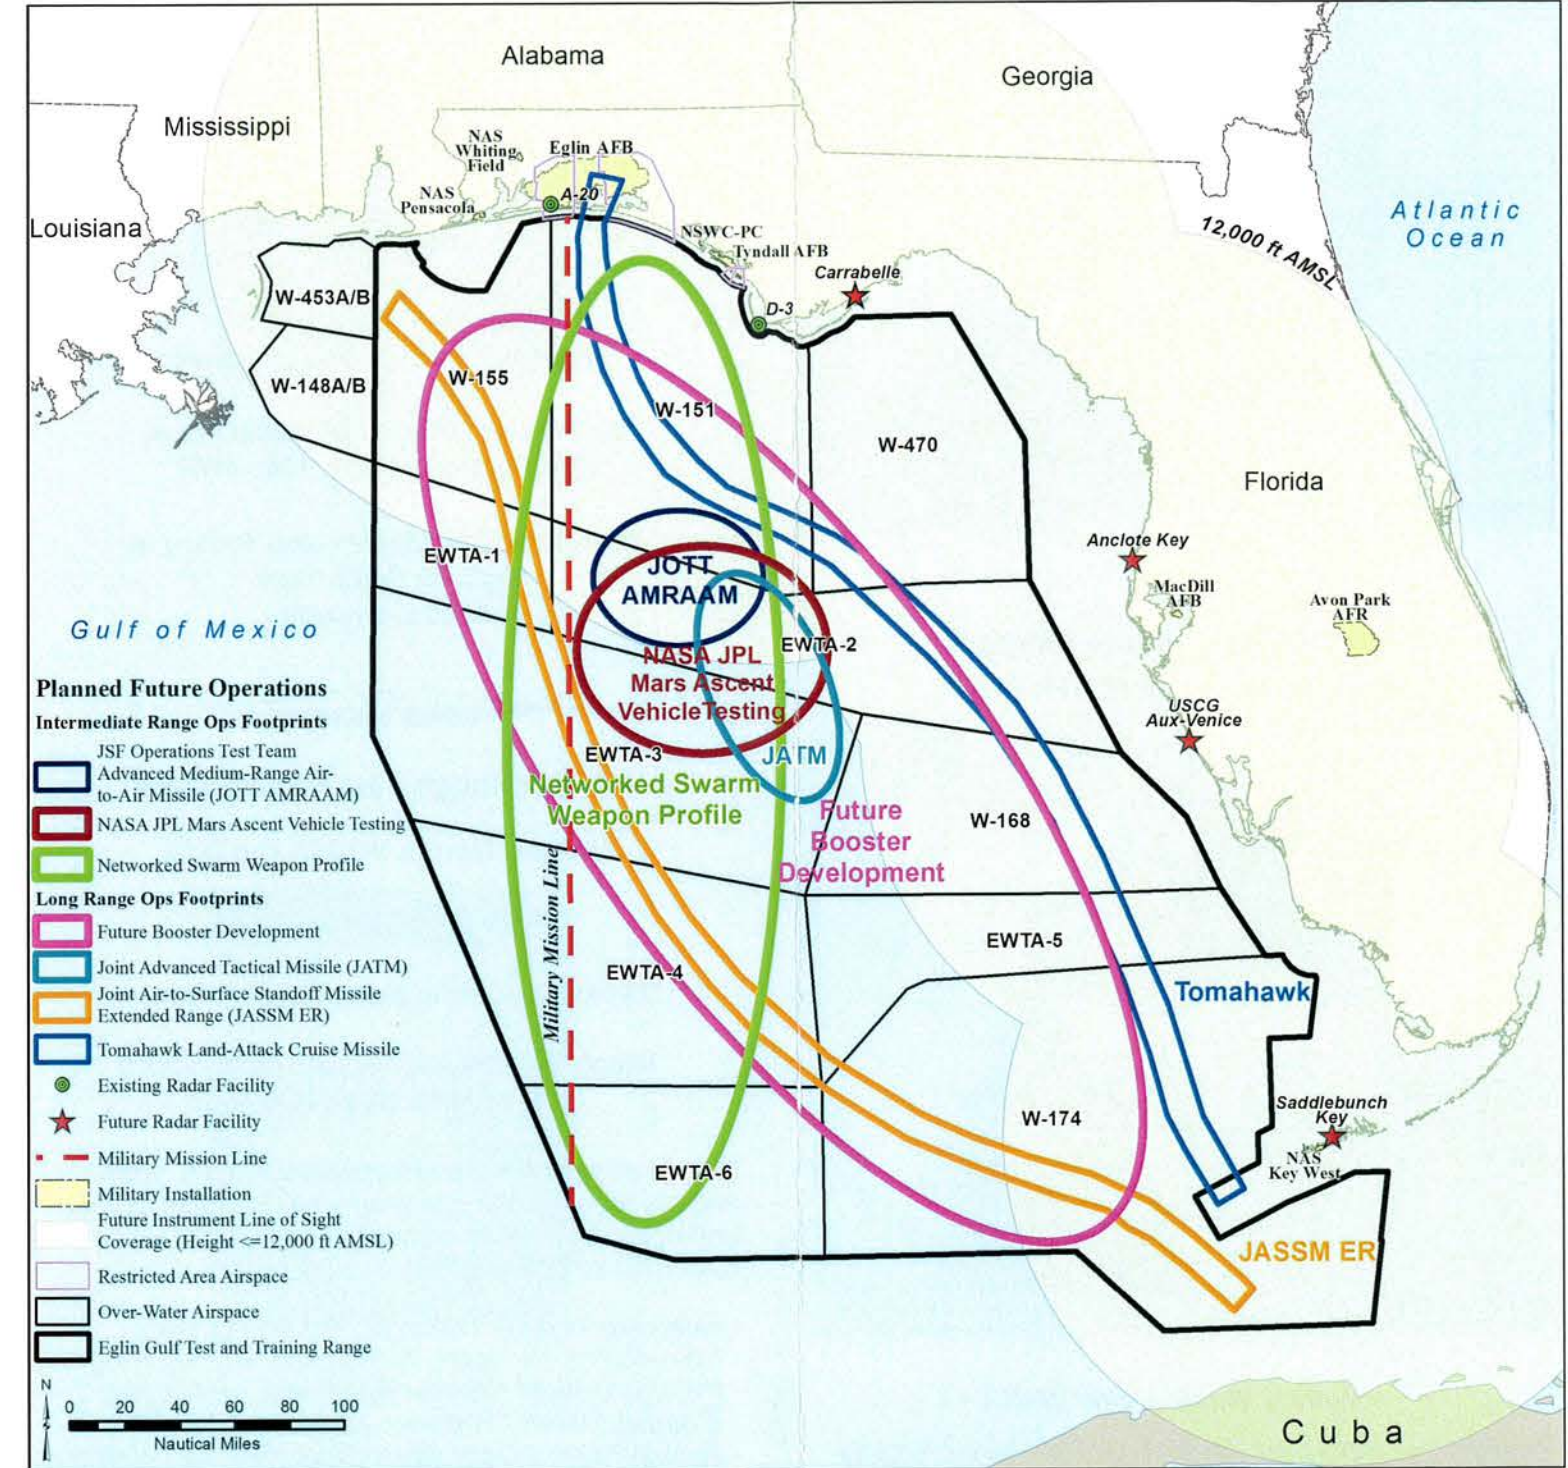 Alabama
Georgia
Mississippi
Louisiana
NAS
Whiting
Field
Eglin AFB
NAS
Pensacola
A-20
NSWC-PC
Tyndall AFB
Carrabelle
D-3
12,000 ft AMSL
Atlantic
Ocean
W-453A/B
W-148A/B
W-155
W-151
W-470
Florida
EWTA-1
JOTT
AMRAAM
Anclote Key
MacDill
AFB
Avon Park
AFR
Gulf of Mexico
EWTA-2
NASA JPL
Mars Ascent
VehicleTesting
USCG
Aux-Venice
EWTA-3
JATM
Networked Swarm
Weapon Profile
Future
Booster
Development
W-168
Military Mission Line
EWTA-5
EWTA-4
Tomahawk
W-174
Saddlebunch
Key
EWTA-6
NAS
Key West
JASSM ER
Cuba
Planned Future Operations
Intermediate Range Ops Footprints
JSF Operations Test Team
Advanced Medium-Range Air-
to-Air Missile (JOTT AMRAAM)
NASA JPL Mars Ascent Vehicle Testing
Networked Swarm Weapon Profile
Long Range Ops Footprints
Future Booster Development
Joint Advanced Tactical Missile (JATM)
Joint Air-to-Surface Standoff Missile
Extended Range (JASSM ER)
Tomahawk Land-Attack Cruise Missile
Existing Radar Facility
Future Radar Facility
Military Mission Line
Military Installation
Future Instrument Line of Sight
Coverage (Height <=12,000 ft AMSL)
Restricted Area Airspace
Over-Water Airspace
Eglin Gulf Test and Training Range
N
0 20 40 60 80 100
Nautical Miles